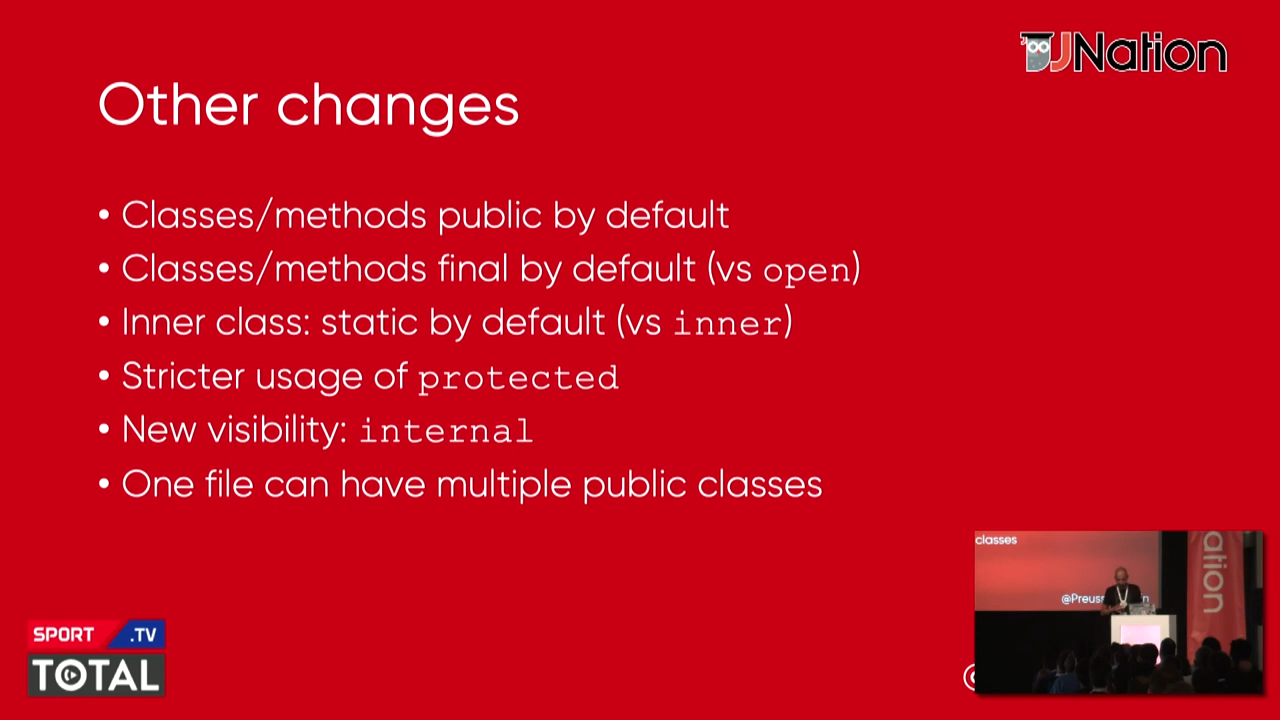 JNation
Other changes
• Classes/methods public by default
• Classes/methods final by default (vs open)
• Inner class: static by default (vs inner)
• Stricter usage of protected
• New visibility: internal
• One file can have multiple public classes
classes
ation
SPORT .TV
TOTAL